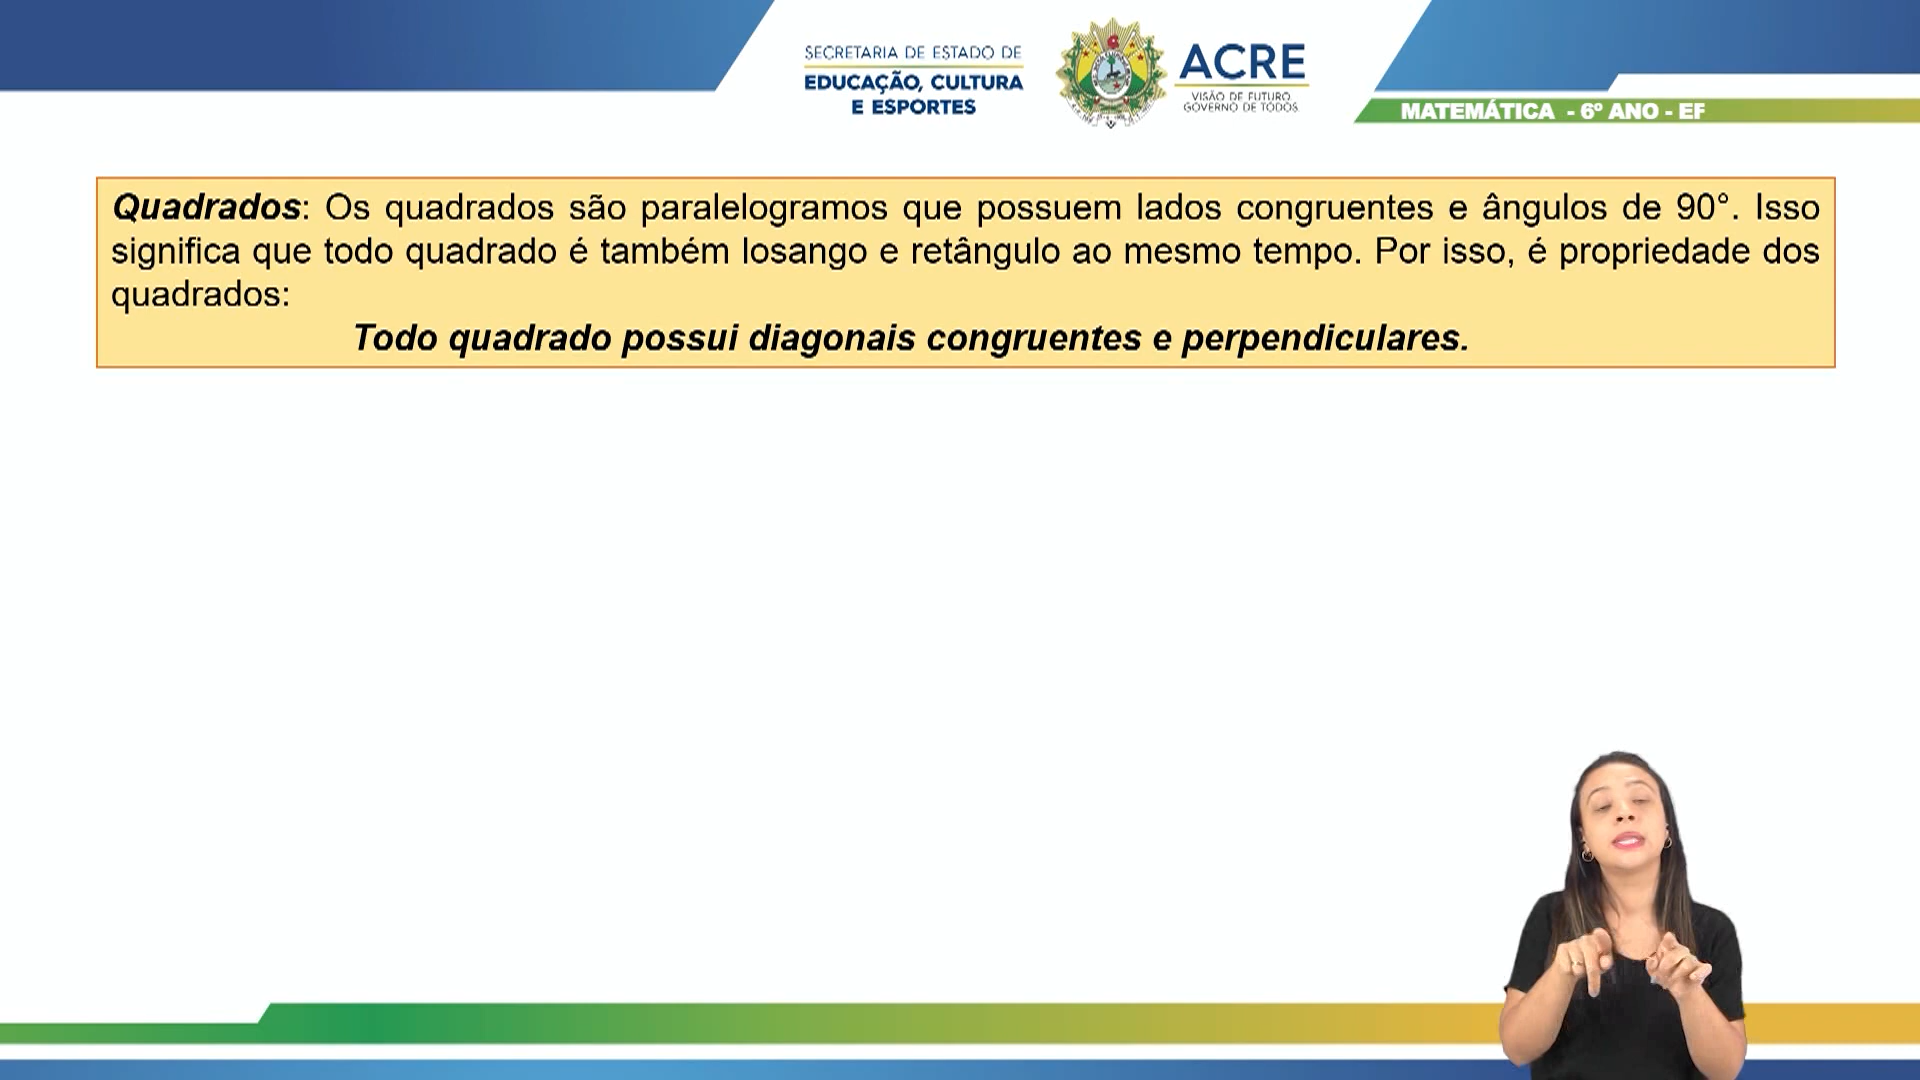 SECRETARIA DE ESTADO DE
EDUCAÇÃO, CULTURA
E ESPORTES
ACRE
VISÃO DE FUTURO
GOVERNO DE TODOS
MATEMÁTICA - 6º ANO - EF
Quadrados: Os quadrados são paralelogramos que possuem lados congruentes e ângulos de 90°. Isso
significa que todo quadrado é também losango e retângulo ao mesmo tempo. Por isso, é propriedade dos
quadrados:
Todo quadrado possui diagonais congruentes e perpendiculares.